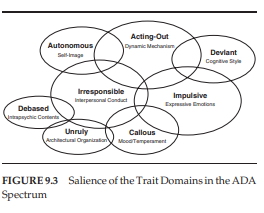 Acting-Out
Dynamic Mechanism
Autonomous
Self-Image
Deviant
Cognitive Style
Irresponsible
Interpersonal Conduct
Impulsive
Expressive Emotions
Debased
Intrapsychic Contents
Unruly
Architectural Organization
Callous
Mood/Temperament
FIGURE 9.3 Salience of the Trait Domains in the ADA
Spectrum